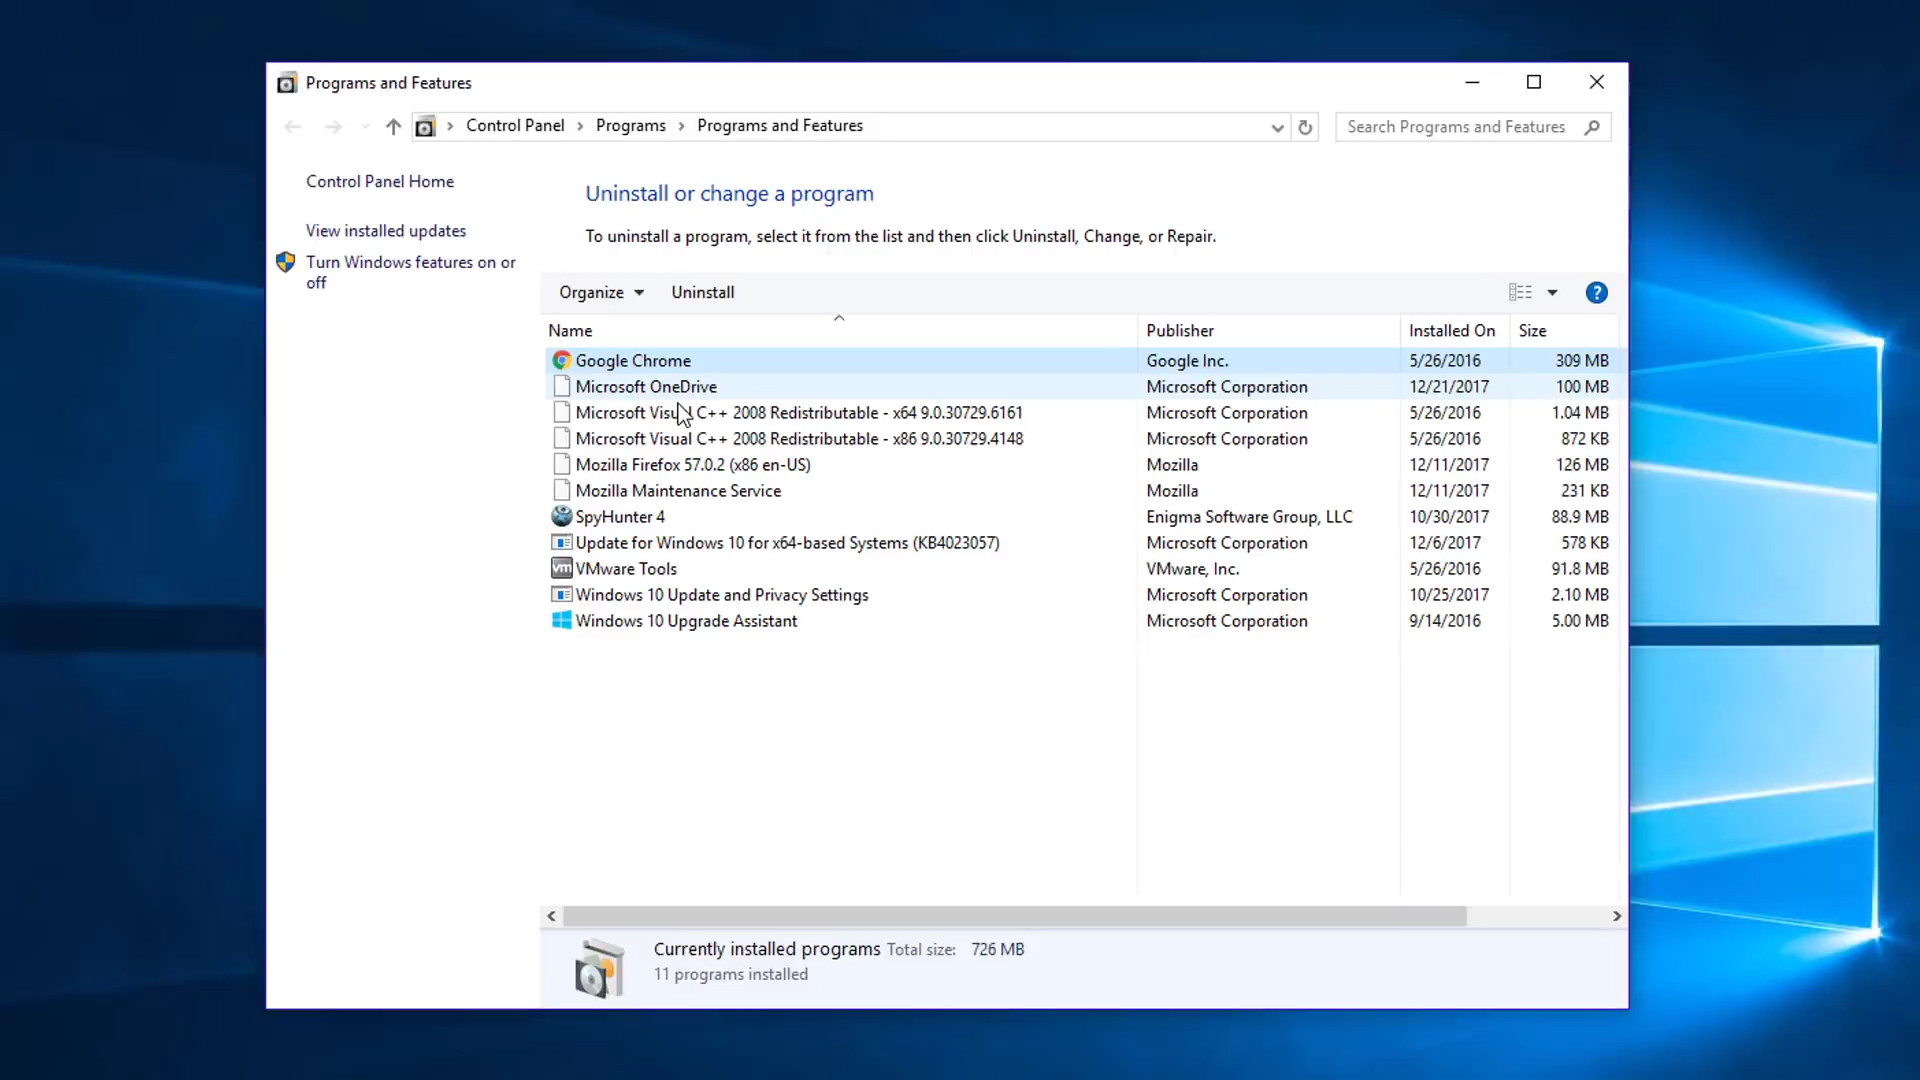 Programs and Features
Control Panel Programs Programs and Features
Search Programs and Features
Control Panel Home
View installed updates
Turn Windows features on or
off
Uninstall or change a program
To uninstall a program, select it from the list and then click Uninstall, Change, or Repair.
Organize Uninstall ?
Name Publisher Installed On Size
Google Chrome Google Inc. 5/26/2016 309 MB
Microsoft OneDrive Microsoft Corporation 12/21/2017 100 MB
Microsoft Visual C++ 2008 Redistributable - x64 9.0.30729.6161 Microsoft Corporation 5/26/2016 1.04 MB
Microsoft Visual C++ 2008 Redistributable - x86 9.0.30729.4148 Microsoft Corporation 5/26/2016 872 KB
Mozilla Firefox 57.0.2 (x86 en-US) Mozilla 12/11/2017 126 MB
Mozilla Maintenance Service Mozilla 12/11/2017 231 KB
SpyHunter 4 Enigma Software Group, LLC 10/30/2017 88.9 MB
Update for Windows 10 for x64-based Systems (KB4023057) Microsoft Corporation 12/6/2017 578 KB
vm VMware Tools VMware, Inc. 5/26/2016 91.8 MB
Windows 10 Update and Privacy Settings Microsoft Corporation 10/25/2017 2.10 MB
Windows 10 Upgrade Assistant Microsoft Corporation 9/14/2016 5.00 MB
Currently installed programs Total size: 726 MB
11 programs installed